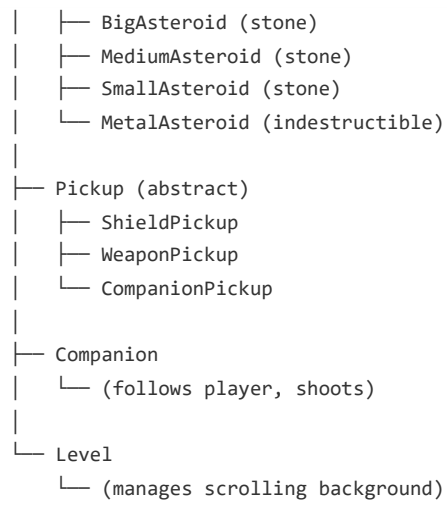 │   ├── BigAsteroid (stone)
│   ├── MediumAsteroid (stone)
│   ├── SmallAsteroid (stone)
│   └── MetalAsteroid (indestructible)
│
├── Pickup (abstract)
│   ├── ShieldPickup
│   ├── WeaponPickup
│   └── CompanionPickup
│
├── Companion
│   └── (follows player, shoots)
│
└── Level
    └── (manages scrolling background)